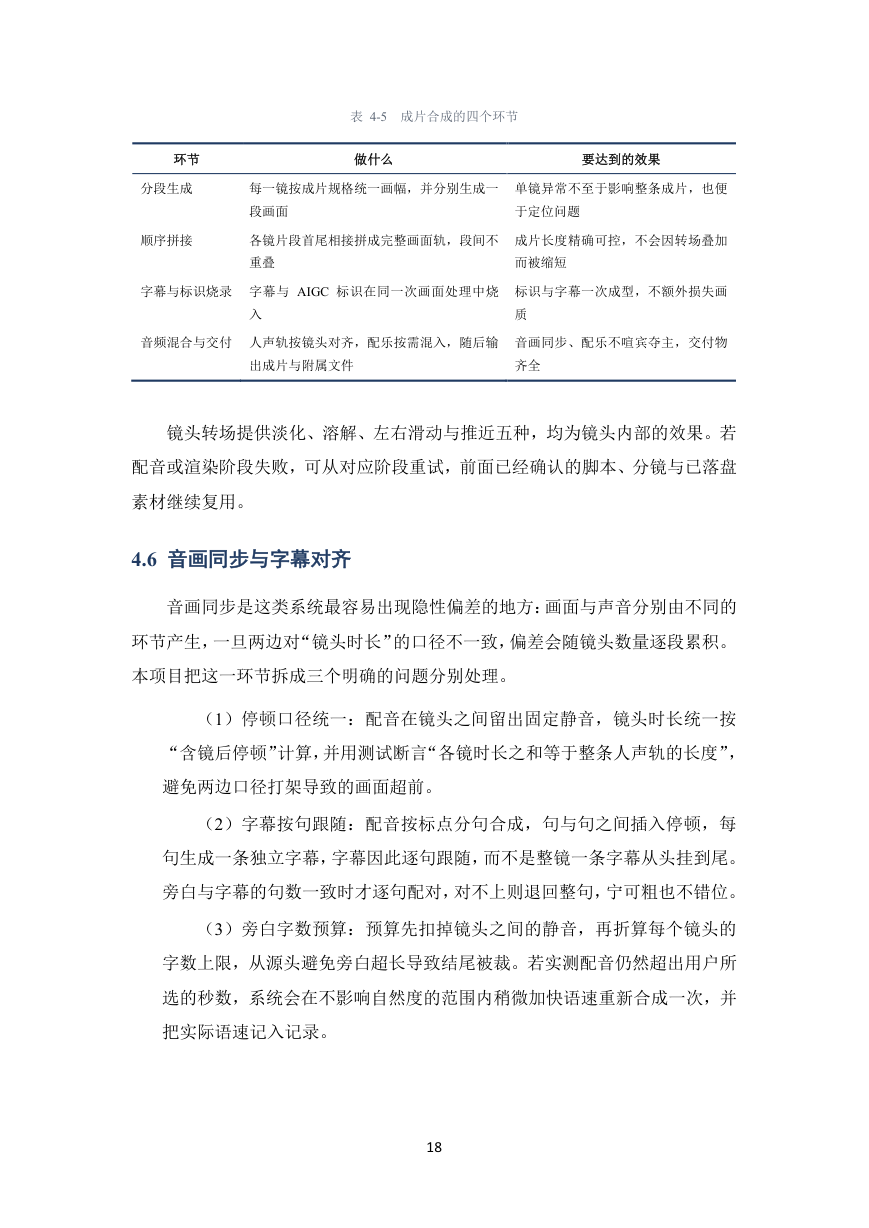 表 4-5 成片合成的四个环节
环节 做什么 要达到的效果
分段生成 每一镜按成片规格统一画幅，并分别生成一 单镜异常不至于影响整条成片，也便
段画面 于定位问题
顺序拼接 各镜片段首尾相接拼成完整画面轨，段间不 成片长度精确可控，不会因转场叠加
重叠 而被缩短
字幕与标识烧录 字幕与 AIGC 标识在同一次画面处理中烧 标识与字幕一次成型，不额外损失画
入 质
音频混合与交付 人声轨按镜头对齐，配乐按需混入，随后输 音画同步、配乐不喧宾夺主，交付物
出成片与附属文件 齐全
镜头转场提供淡化、溶解、左右滑动与推近五种，均为镜头内部的效果。若
配音或渲染阶段失败，可从对应阶段重试，前面已经确认的脚本、分镜与已落盘
素材继续复用。
4.6 音画同步与字幕对齐
音画同步是这类系统最容易出现隐性偏差的地方：画面与声音分别由不同的
环节产生，一旦两边对“镜头时长”的口径不一致，偏差会随镜头数量逐段累积。
本项目把这一环节拆成三个明确的问题分别处理。
（1）停顿口径统一：配音在镜头之间留出固定静音，镜头时长统一按
“含镜后停顿”计算，并用测试断言“各镜时长之和等于整条人声轨的长度”，
避免两边口径打架导致的画面超前。
（2）字幕按句跟随：配音按标点分句合成，句与句之间插入停顿，每
句生成一条独立字幕，字幕因此逐句跟随，而不是整镜一条字幕从头挂到尾。
旁白与字幕的句数一致时才逐句配对，对不上则退回整句，宁可粗也不错位。
（3）旁白字数预算：预算先扣掉镜头之间的静音，再折算每个镜头的
字数上限，从源头避免旁白超长导致结尾被裁。若实测配音仍然超出用户所
选的秒数，系统会在不影响自然度的范围内稍微加快语速重新合成一次，并
把实际语速记入记录。
18